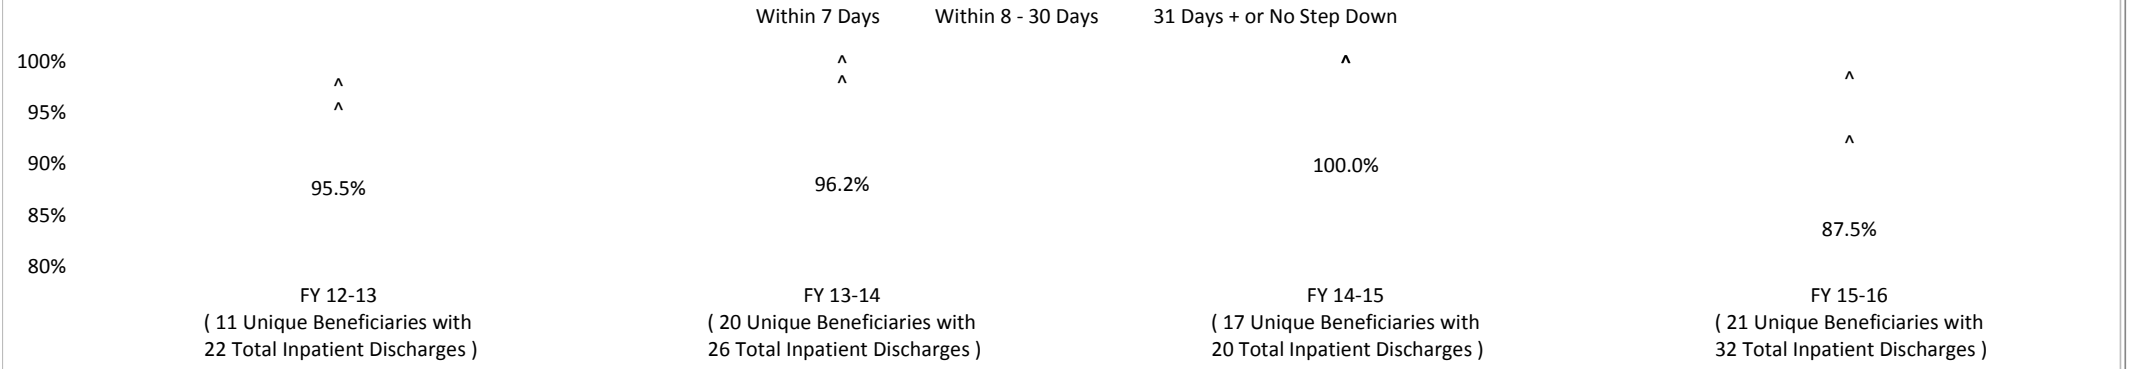 Within 7 Days Within 8 - 30 Days 31 Days + or No Step Down
100%
95%
90%
85%
80%
^
^
95.5%
^
^
96.2%
^
100.0%
^
^
87.5%
FY 12-13
( 11 Unique Beneficiaries with
22 Total Inpatient Discharges )
FY 13-14
( 20 Unique Beneficiaries with
26 Total Inpatient Discharges )
FY 14-15
( 17 Unique Beneficiaries with
20 Total Inpatient Discharges )
FY 15-16
( 21 Unique Beneficiaries with
32 Total Inpatient Discharges )